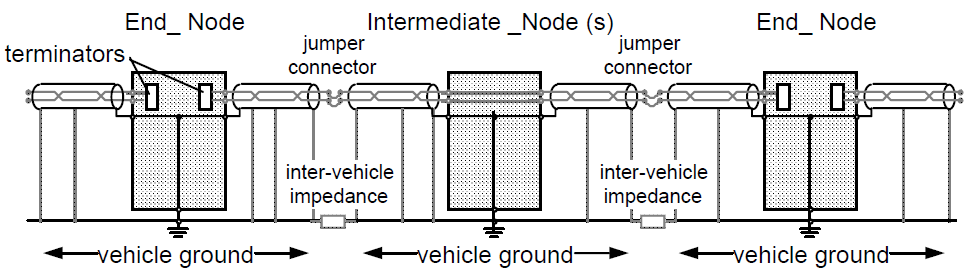 End_ Node
Intermediate _Node (s)
End_ Node
terminators
jumper
connector
jumper
connector
inter-vehicle
impedance
inter-vehicle
impedance
vehicle ground
vehicle ground
vehicle ground